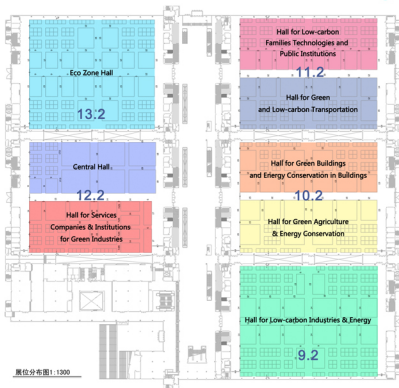 Eco Zone Hall
13.2
Hall for Low-carbon
Families Technologies and
Public Institutions
11.2
Hall for Green
and Low-carbon Transportation
Central Hall
12.2
Hall for Services
Companies & Institutions
for Green Industries
Hall for Green Buildings
and Energy Conservation in Buildings
10.2
Hall for Green Agriculture
& Energy Conservation
Hall for Low-carbon Industries & Energy
9.2
展位分布图1:1300